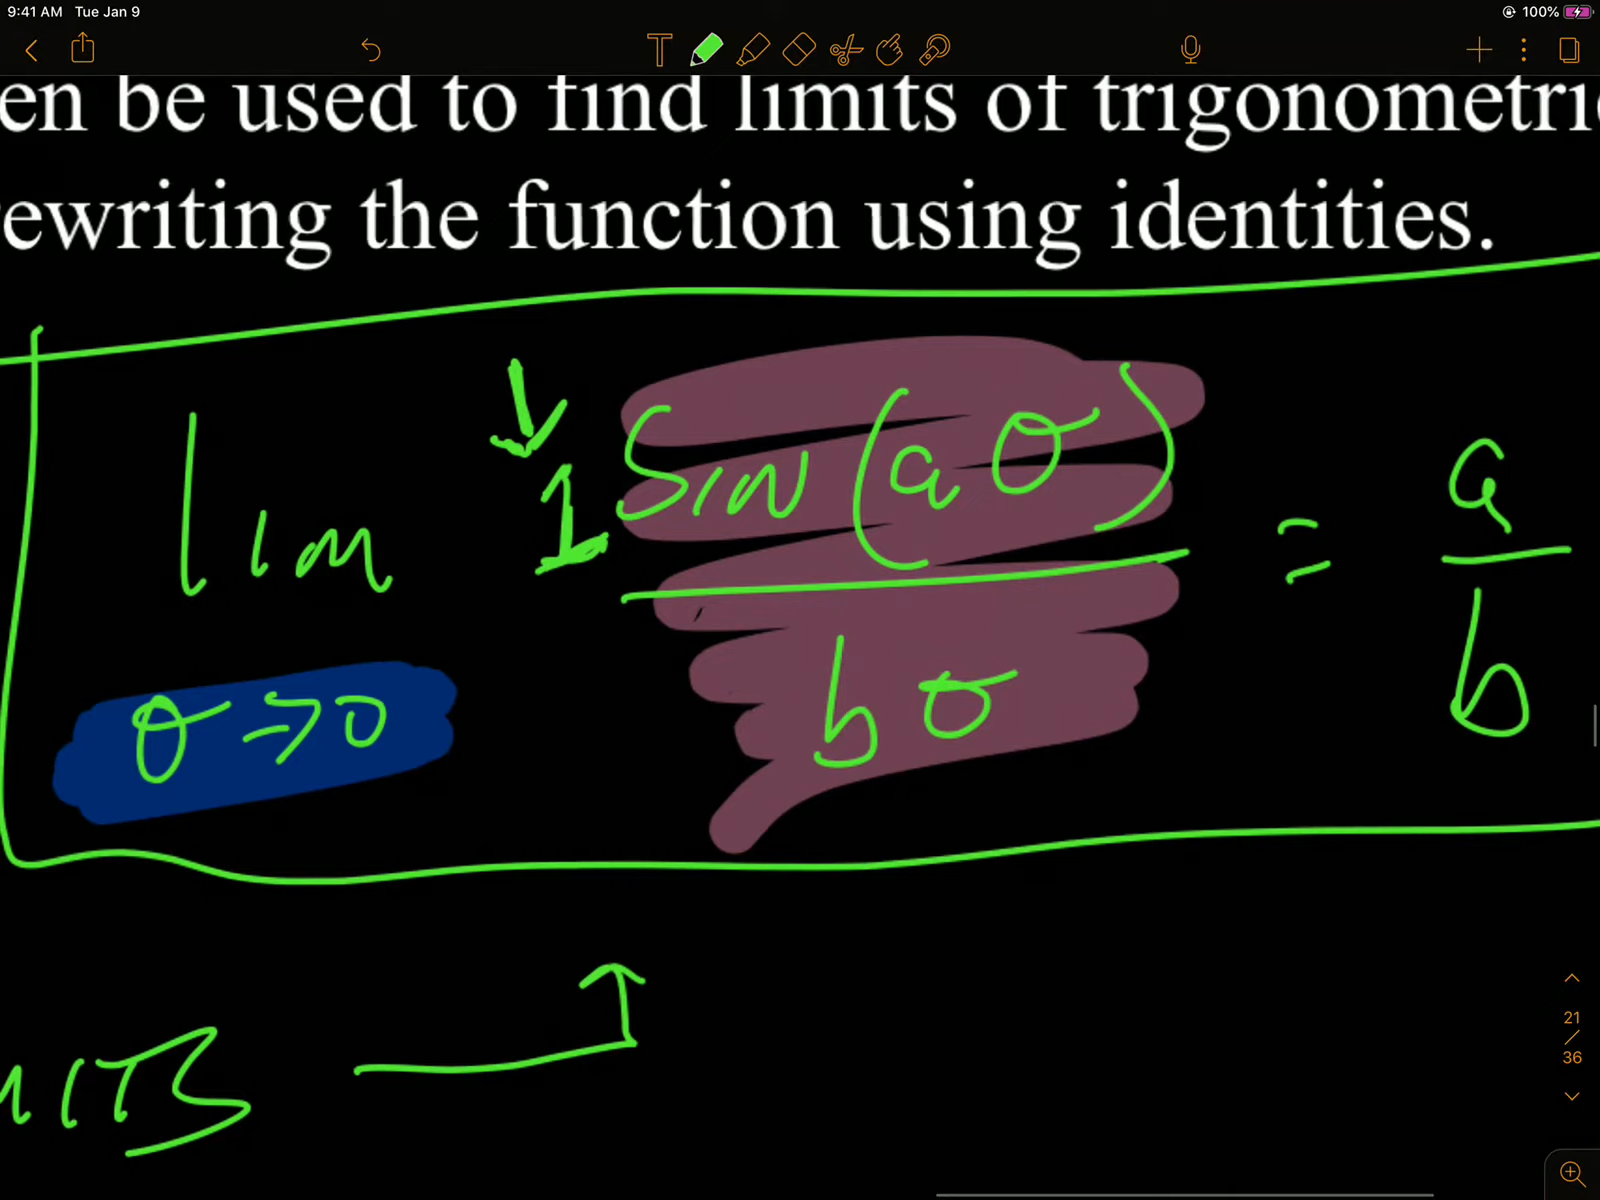 9:41 AM Tue Jan 9
100%
T
en be used to find limits of trigonometri
ewriting the function using identities.
lim 1 sin(aθ) = a
θ→0 bθ b
21
/
36